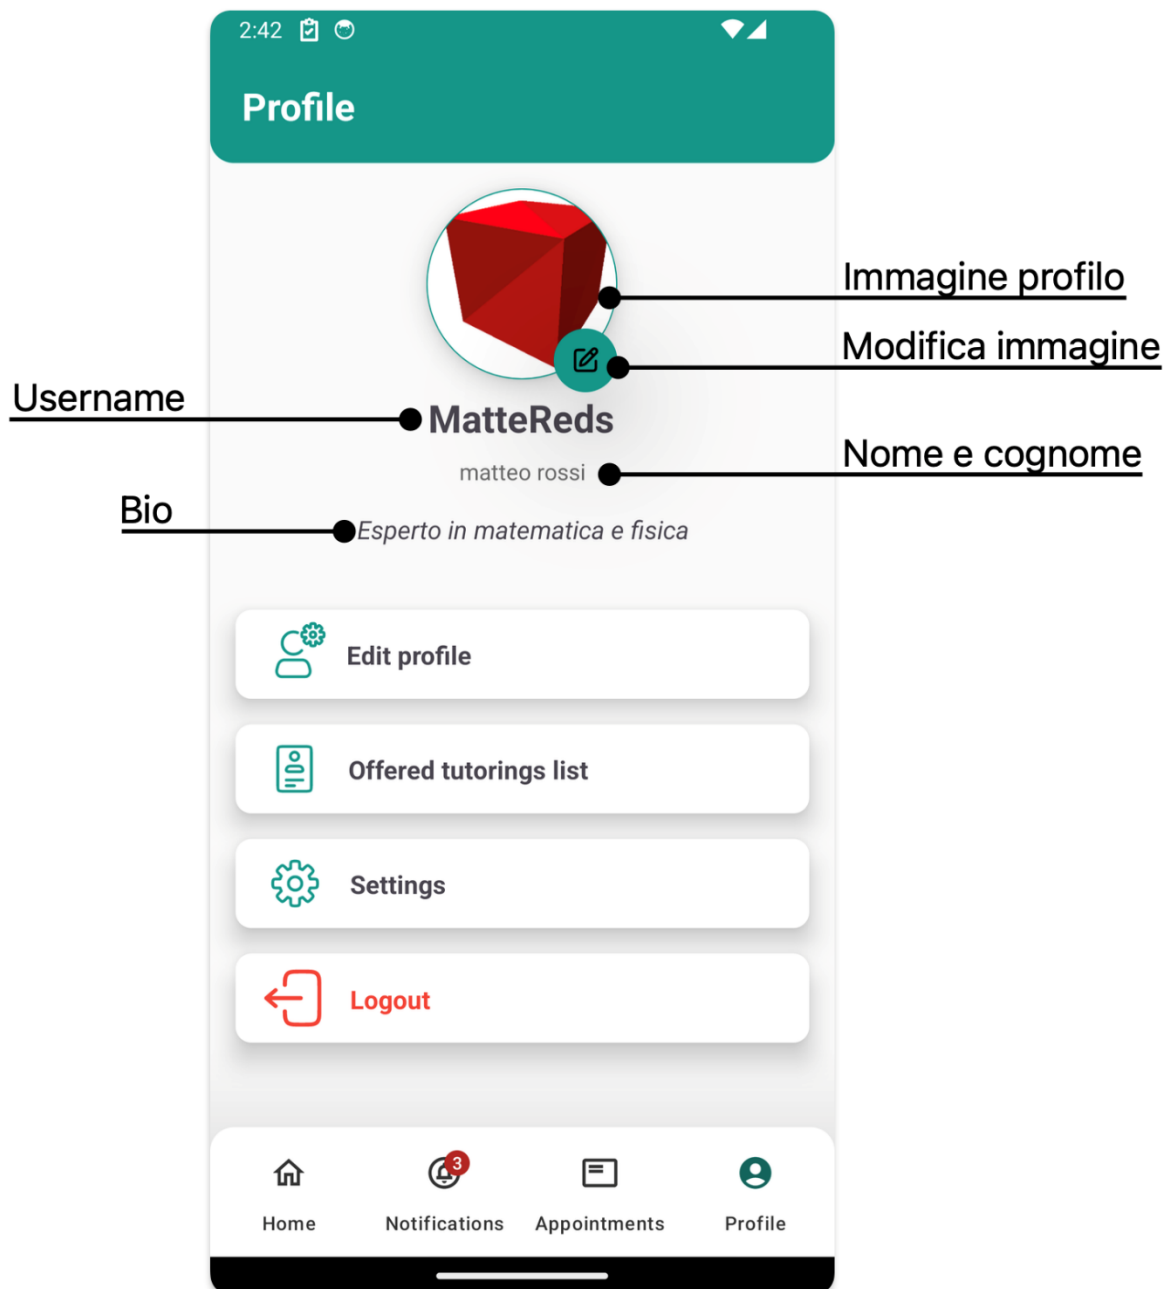 2:42
Profile
Immagine profilo
Modifica immagine
Username
MatteReds
Nome e cognome
matteo rossi
Bio
Esperto in matematica e fisica
Edit profile
Offered tutorings list
Settings
Logout
3
Home
Notifications
Appointments
Profile